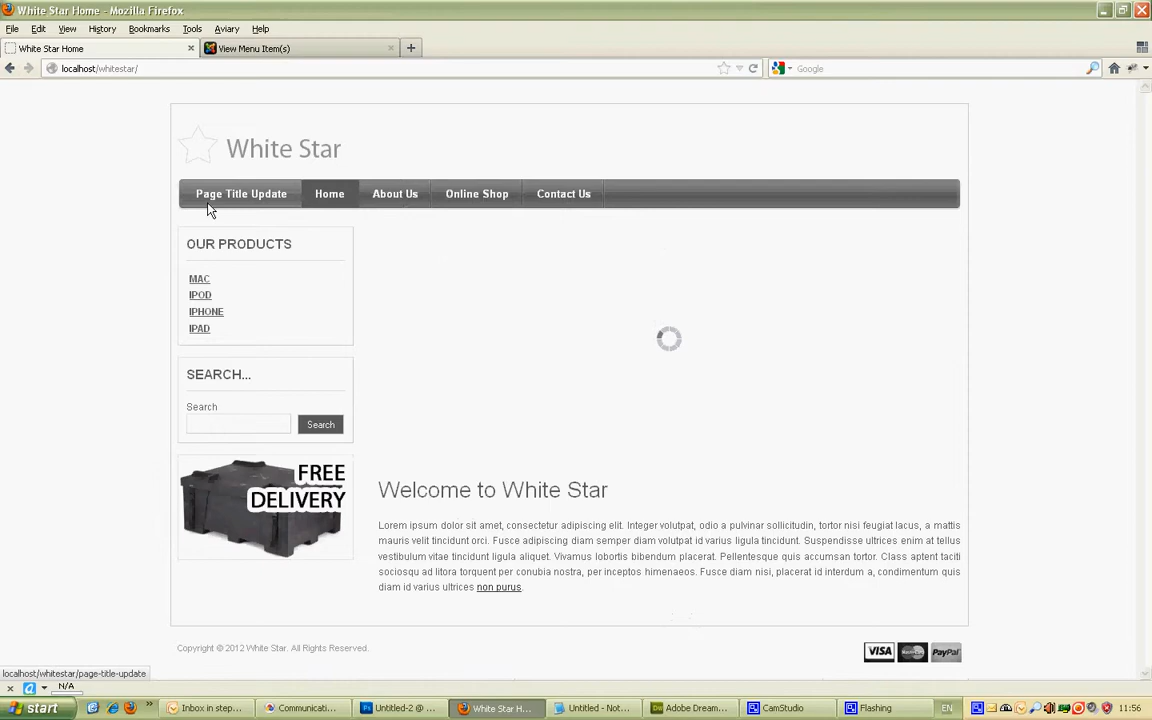 White Star Home - Mozilla Firefox
File Edit View History Bookmarks Tools Aviary Help
White Star Home
View Menu Item(s)
localhost/whitestar/
Google
White Star
Page Title Update Home About Us Online Shop Contact Us
OUR PRODUCTS
MAC
IPOD
IPHONE
IPAD
SEARCH...
Search
Search
FREE
DELIVERY
Welcome to White Star
Lorem ipsum dolor sit amet, consectetur adipiscing elit. Integer volutpat, odio a pulvinar sollicitudin, tortor nisi feugiat lacus, a mattis
mauris velit tincidunt orci. Fusce adipiscing diam semper diam volutpat id varius ligula tincidunt. Suspendisse ultrices enim at tellus
vestibulum vitae tincidunt ligula aliquet. Vivamus lobortis bibendum placerat. Pellentesque quis accumsan tortor. Class aptent taciti
sociosqu ad litora torquent per conubia nostra, per inceptos himenaeos. Fusce diam nisi, placerat id interdum a, condimentum quis
diam id varius ultrices non purus.
Copyright © 2012 White Star. All Rights Reserved.
VISA MasterCard PayPal
localhost/whitestar/page-title-update
N/A
start
Inbox in step...
Communicati...
Untitled-2 @ ...
White Star H...
Untitled - Not...
Adobe Dream...
CamStudio
Flashing
EN
11:56